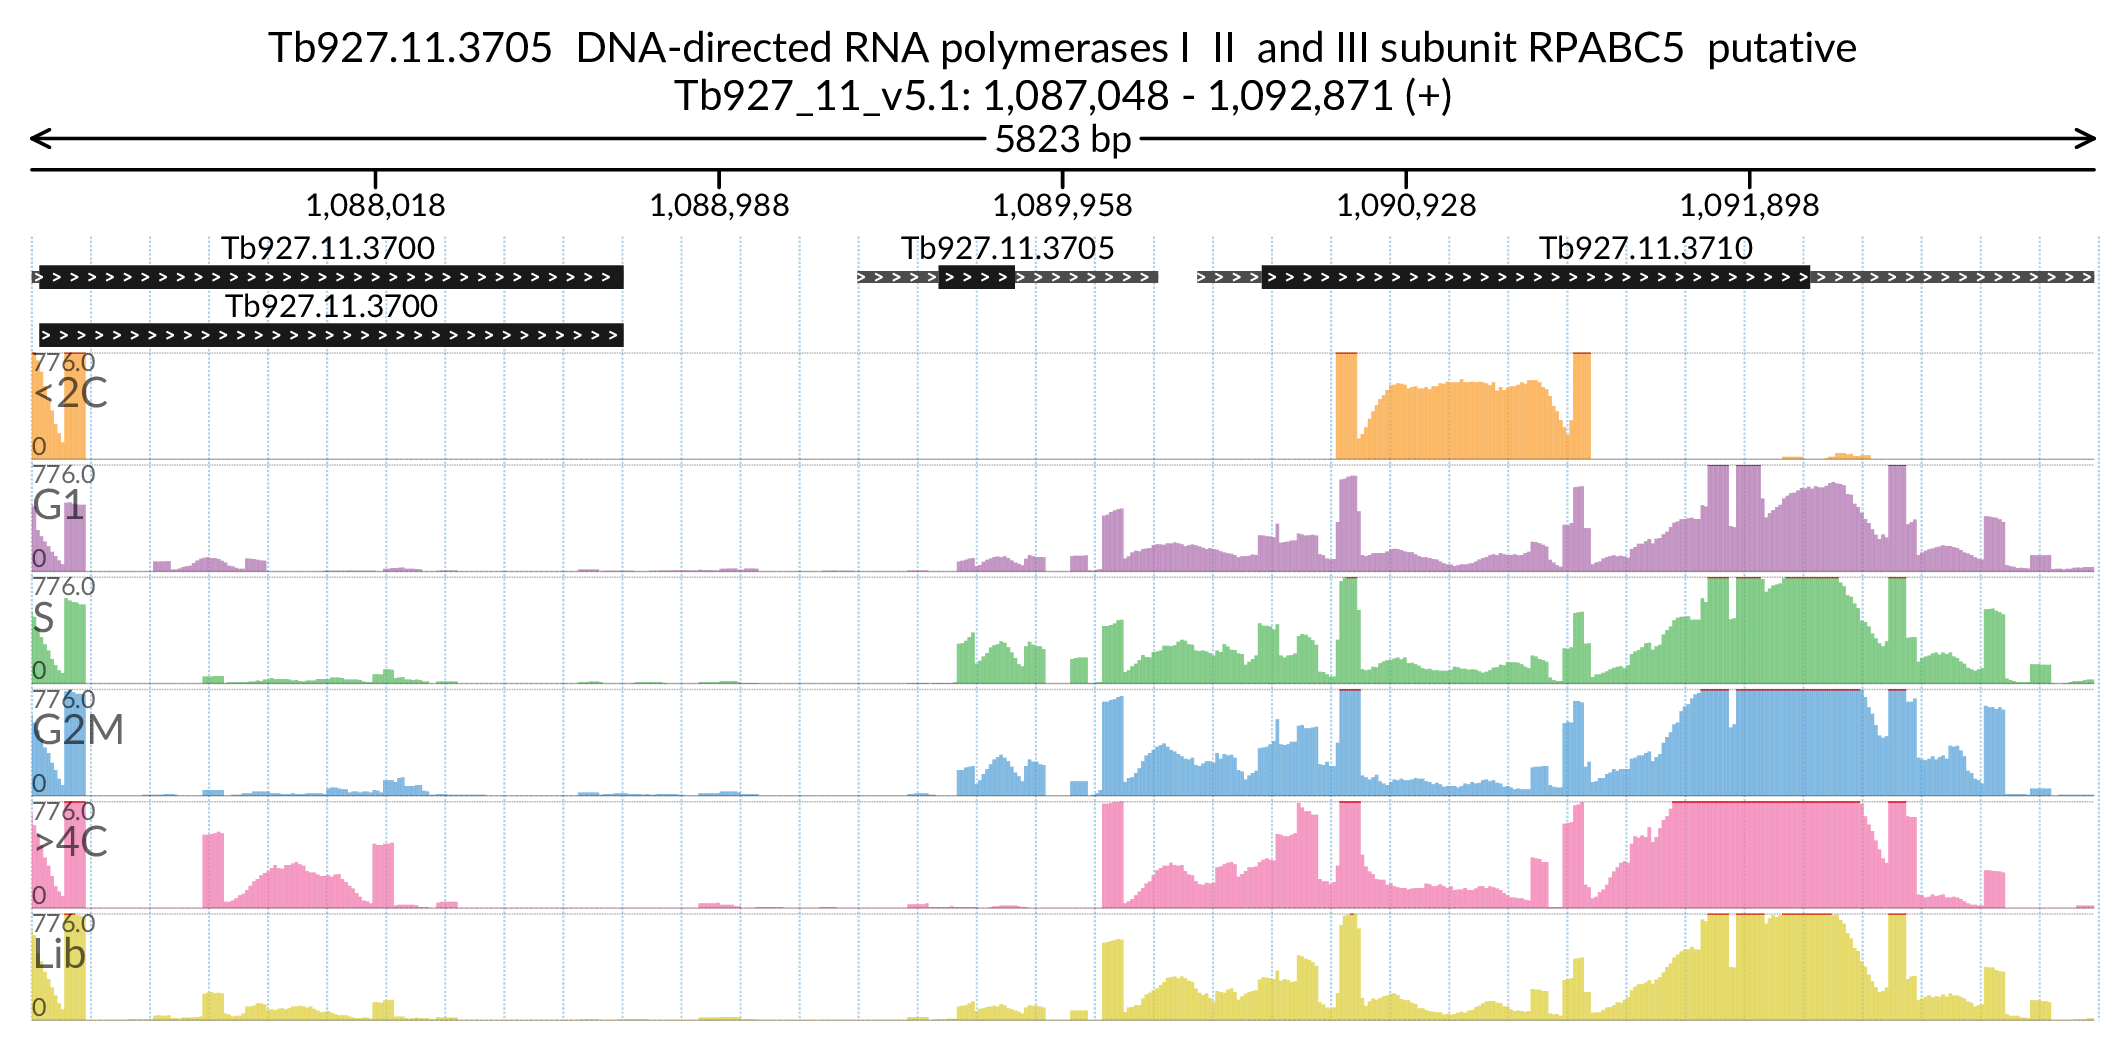 Tb927.11.3705  DNA-directed RNA polymerases I  II  and III subunit RPABC5  putative
Tb927_11_v5.1: 1,087,048 - 1,092,871 (+)
5823 bp
1,088,018 1,088,988 1,089,958 1,090,928 1,091,898
Tb927.11.3700 Tb927.11.3705 Tb927.11.3710
Tb927.11.3700
776.0
<2C
0
776.0
G1
0
776.0
S
0
776.0
G2M
0
776.0
>4C
0
776.0
Lib
0